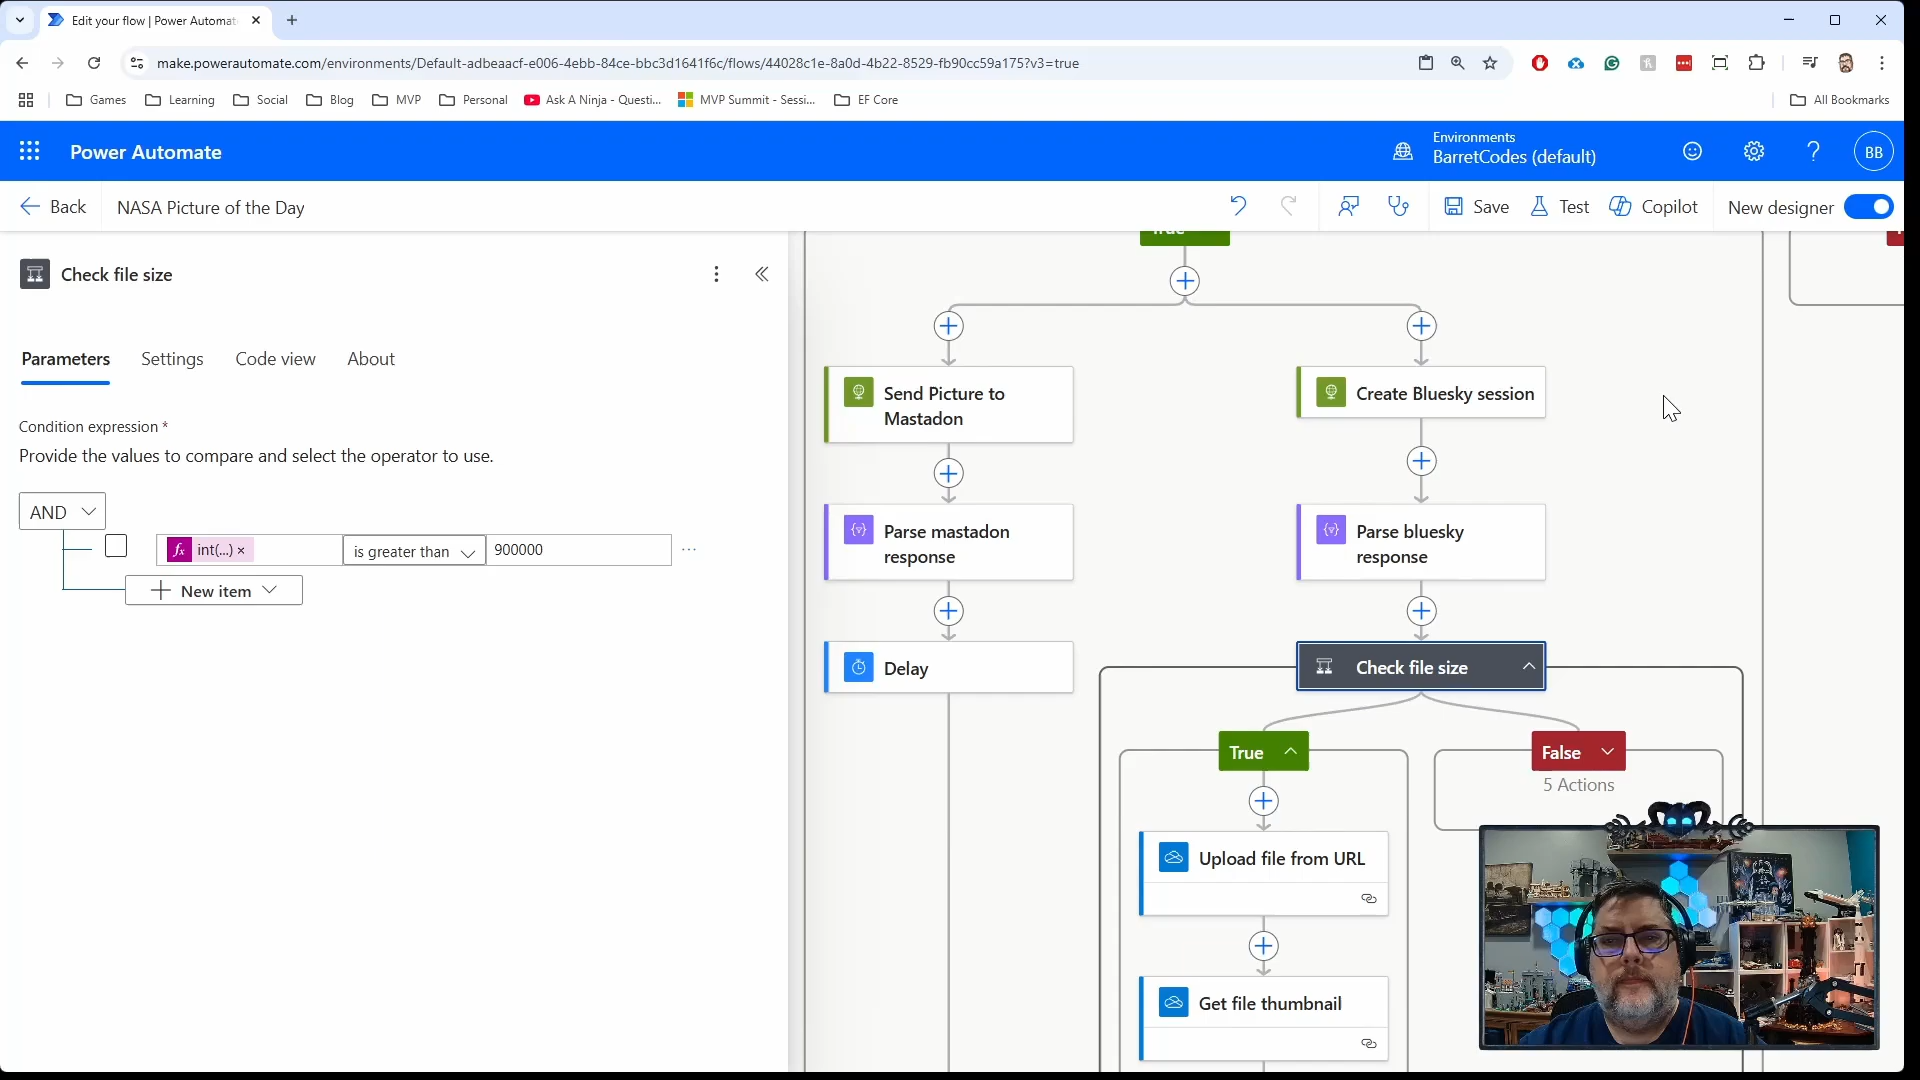 Edit your flow | Power Automat
make.powerautomate.com/environments/Default-adbeaacf-e006-4ebb-84ce-bbc3d1641f6c/flows/44028c1e-8a0d-4b22-8529-fb90cc59a175?v3=true
Games
Learning
Social
Blog
MVP
Personal
Ask A Ninja - Questi...
MVP Summit - Sessi...
EF Core
All Bookmarks
Power Automate
Environments
BarretCodes (default)
BB
Back
NASA Picture of the Day
Save
Test
Copilot
New designer
Check file size
Parameters
Settings
Code view
About
Condition expression *
Provide the values to compare and select the operator to use.
AND
fx int(...) ×
is greater than
900000
...
New item
True
Send Picture to
Mastadon
Create Bluesky session
Parse mastadon
response
Parse bluesky
response
Delay
Check file size
True
False
5 Actions
Upload file from URL
Get file thumbnail